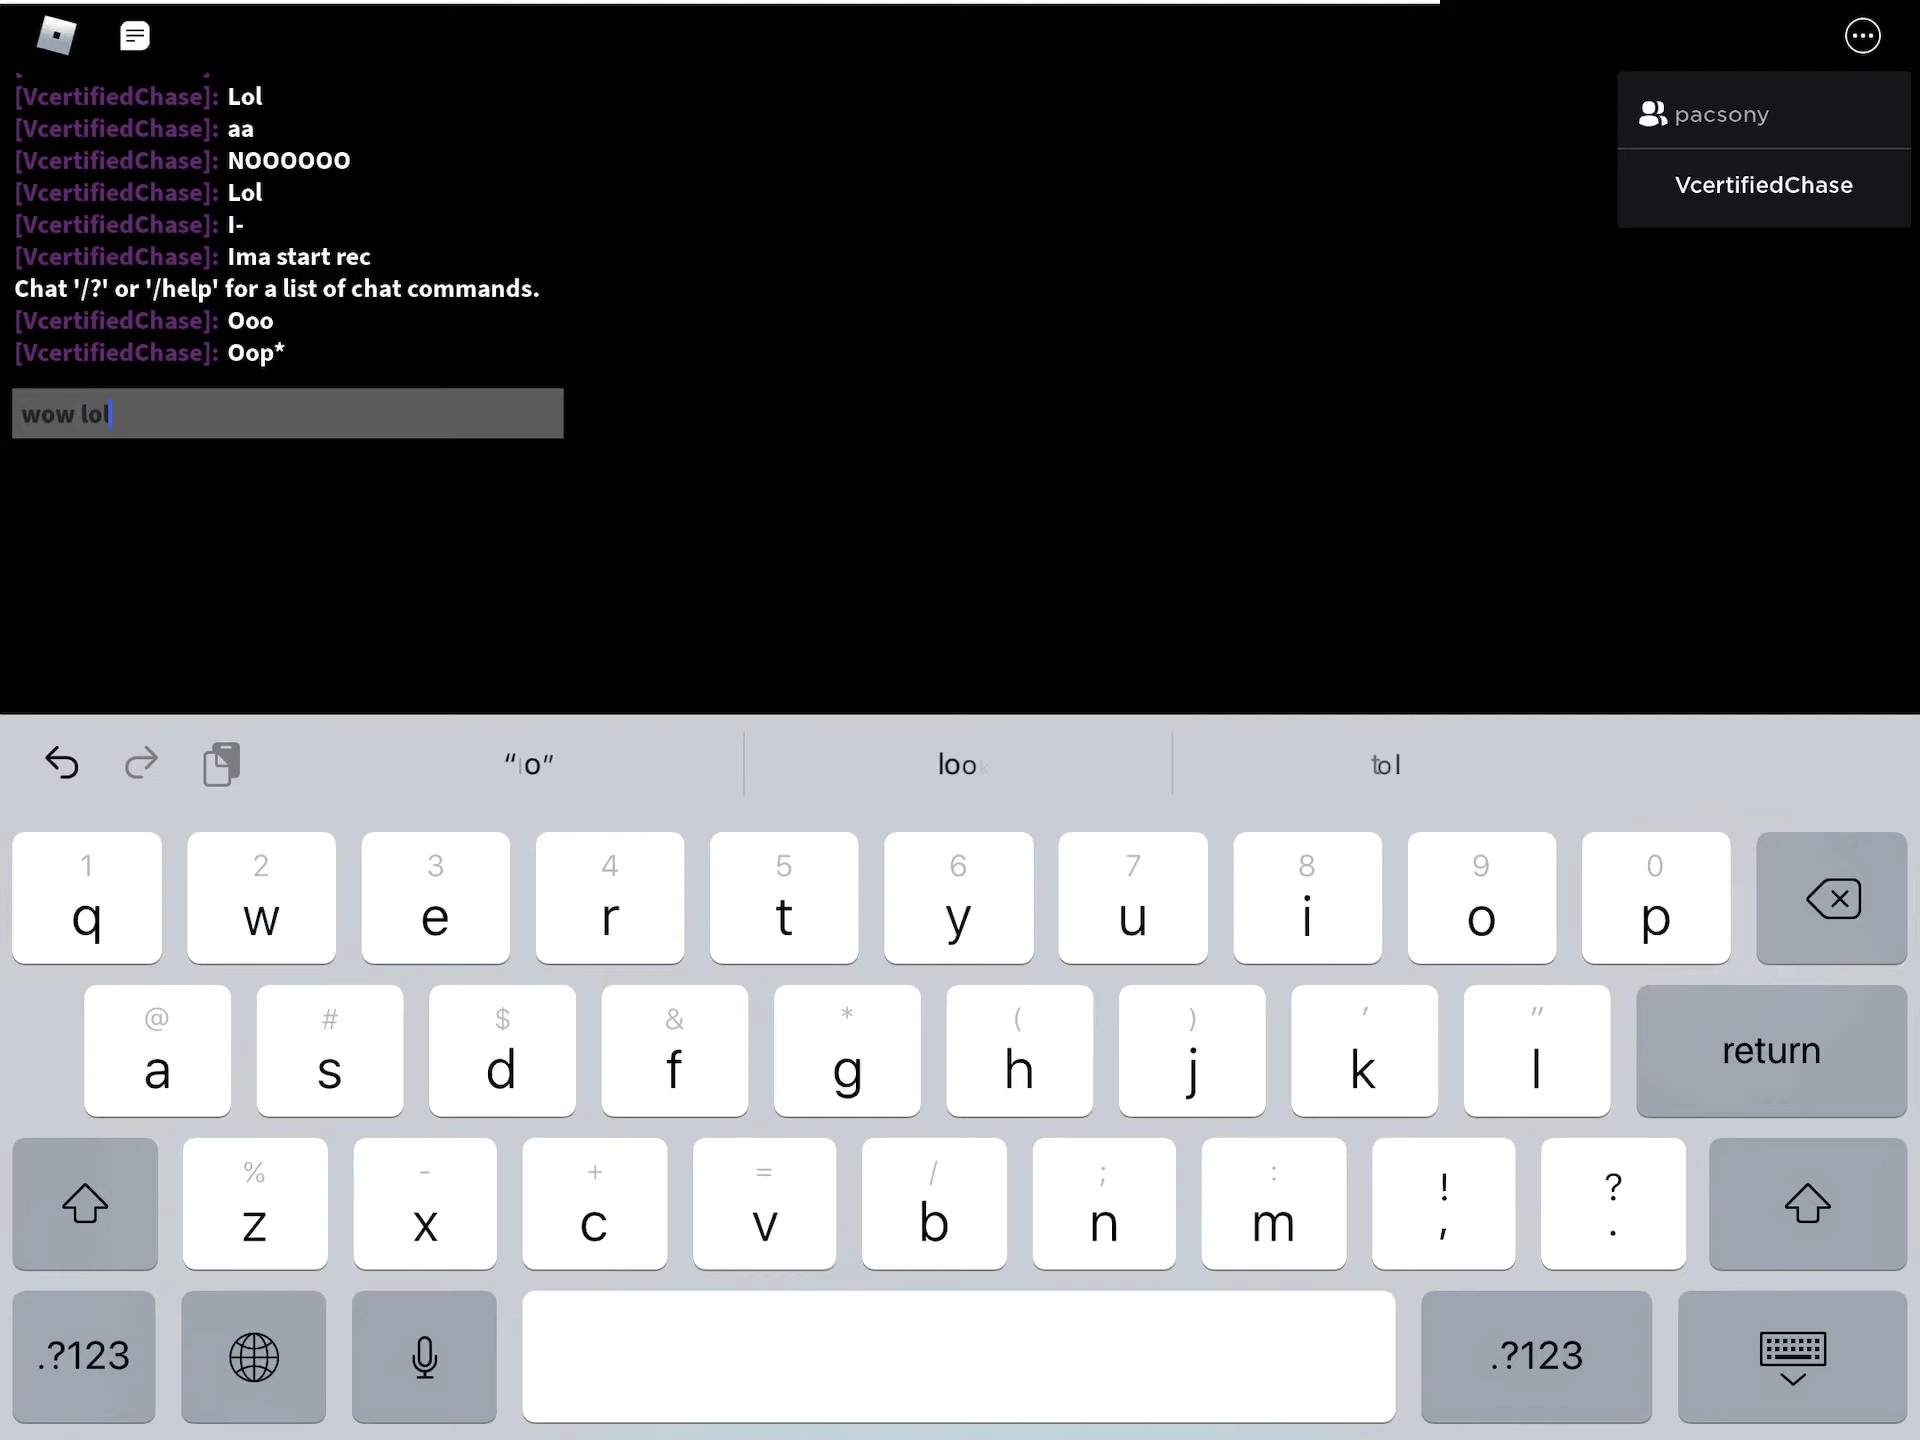 [VcertifiedChase]: Lol
[VcertifiedChase]: aa
[VcertifiedChase]: NOOOOOO
[VcertifiedChase]: Lol
[VcertifiedChase]: I-
[VcertifiedChase]: Ima start rec
Chat '/?' or '/help' for a list of chat commands.
[VcertifiedChase]: Ooo
[VcertifiedChase]: Oop*
wow lol
pacsony
VcertifiedChase
“lo” look tol
1 2 3 4 5 6 7 8 9 0
q w e r t y u i o p
@ # $ & * ( ) ' "
a s d f g h j k l return
% - + = / ; : ! ?
z x c v b n m , .
.?123 .?123